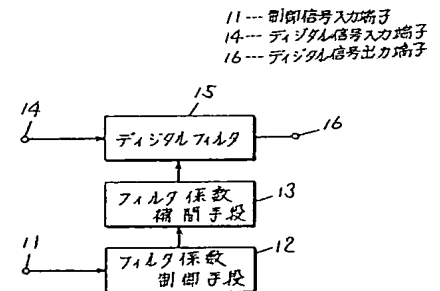 11---制御信号入力端子
14---ディジタル信号入力端子
16---ディジタル信号出力端子
15
14
ディジタルフィルタ
16
フィルタ係数
補間手段
13
11
フィルタ係数
制御手段
12